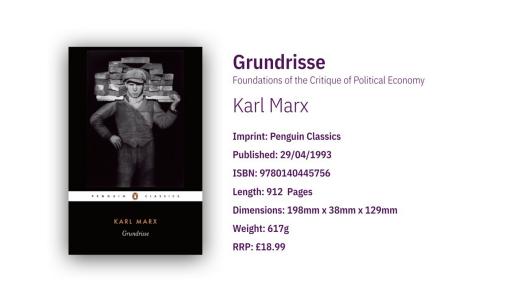 Grundrisse
Foundations of the Critique of Political Economy
Karl Marx
Imprint: Penguin Classics
Published: 29/04/1993
ISBN: 9780140445756
Length: 912 Pages
Dimensions: 198mm x 38mm x 129mm
Weight: 617g
RRP: £18.99
PENGUIN CLASSICS
KARL MARX
Grundrisse